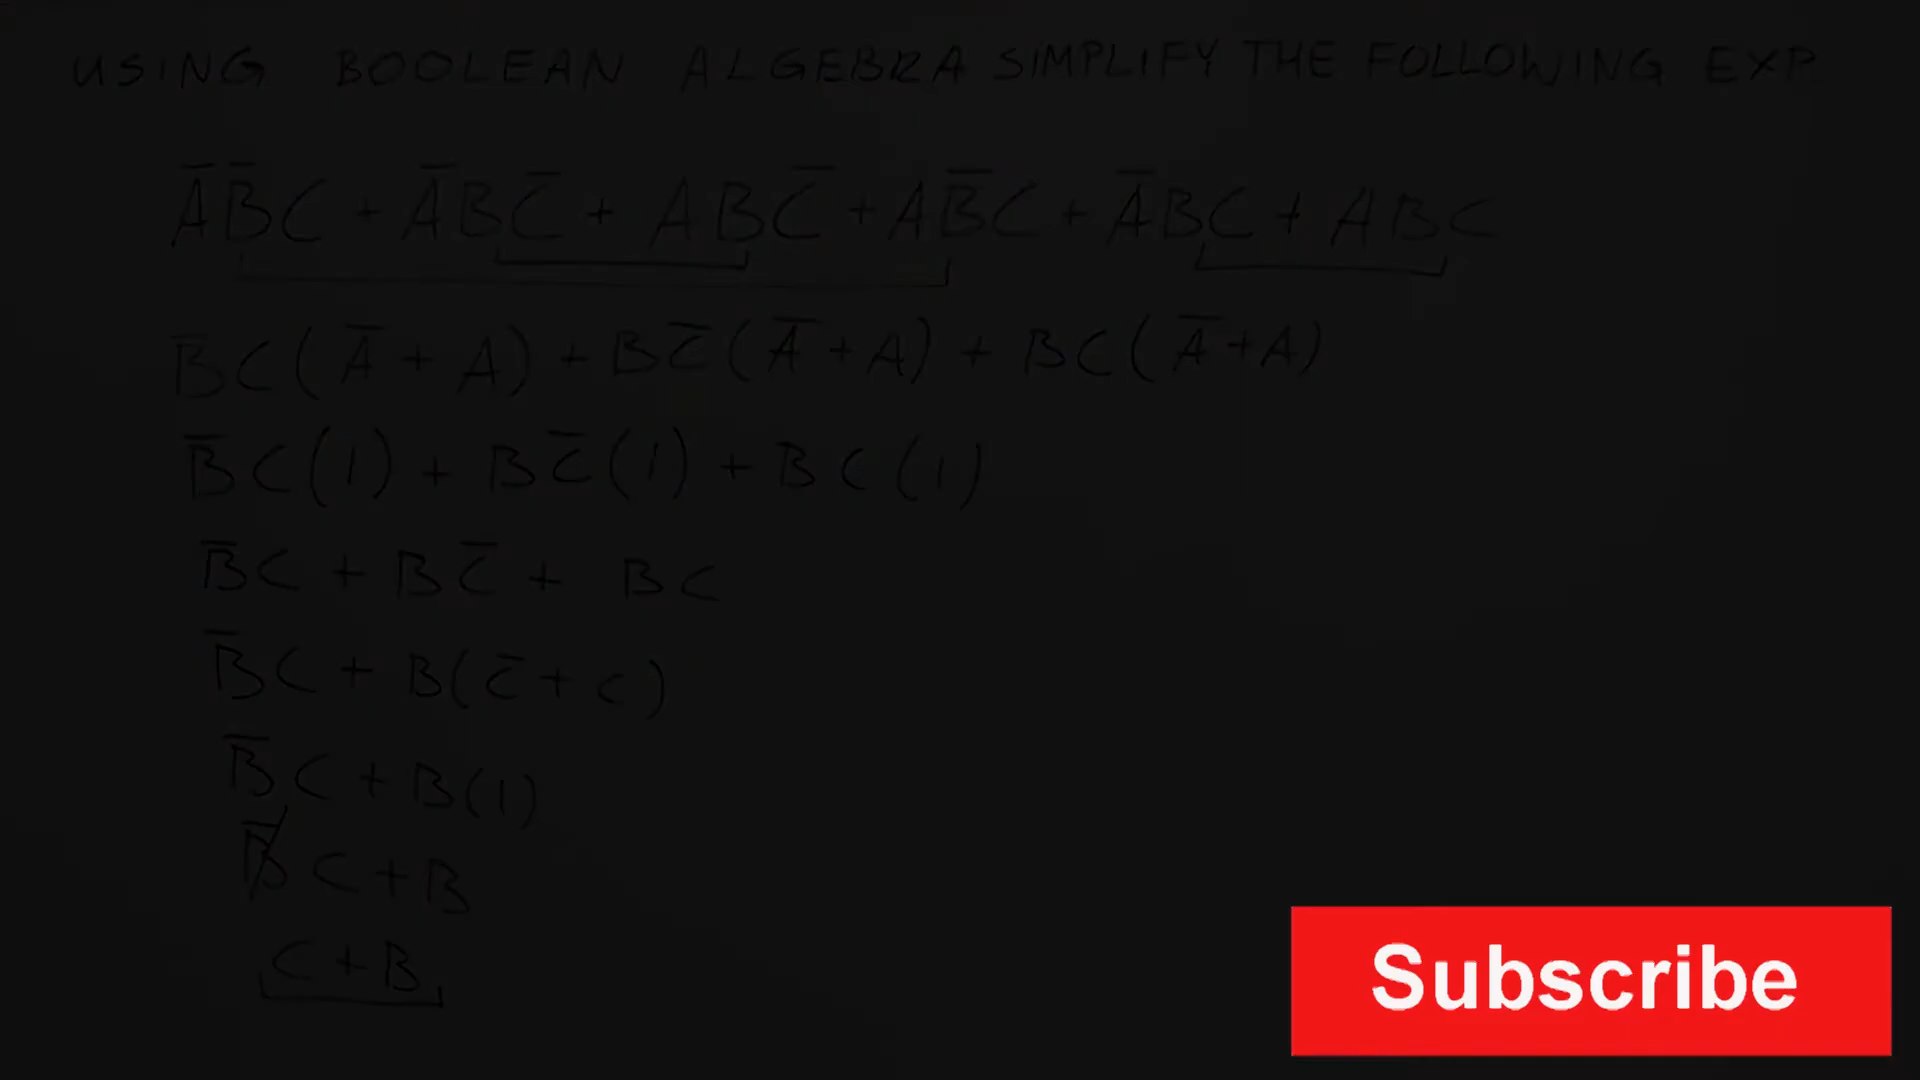 USING BOOLEAN ALGEBRA SIMPLIFY THE FOLLOWING EXP.
A̅B̅C + A̅BC̅ + ABC̅ + AB̅C + A̅BC + ABC
B̅C(A̅ + A) + BC̅(A̅ + A) + BC(A̅ + A)
B̅C(1) + BC̅(1) + BC(1)
B̅C + BC̅ + BC
B̅C + B(C̅ + C)
B̅C + B(1)
B̅C + B
C + B
Subscribe